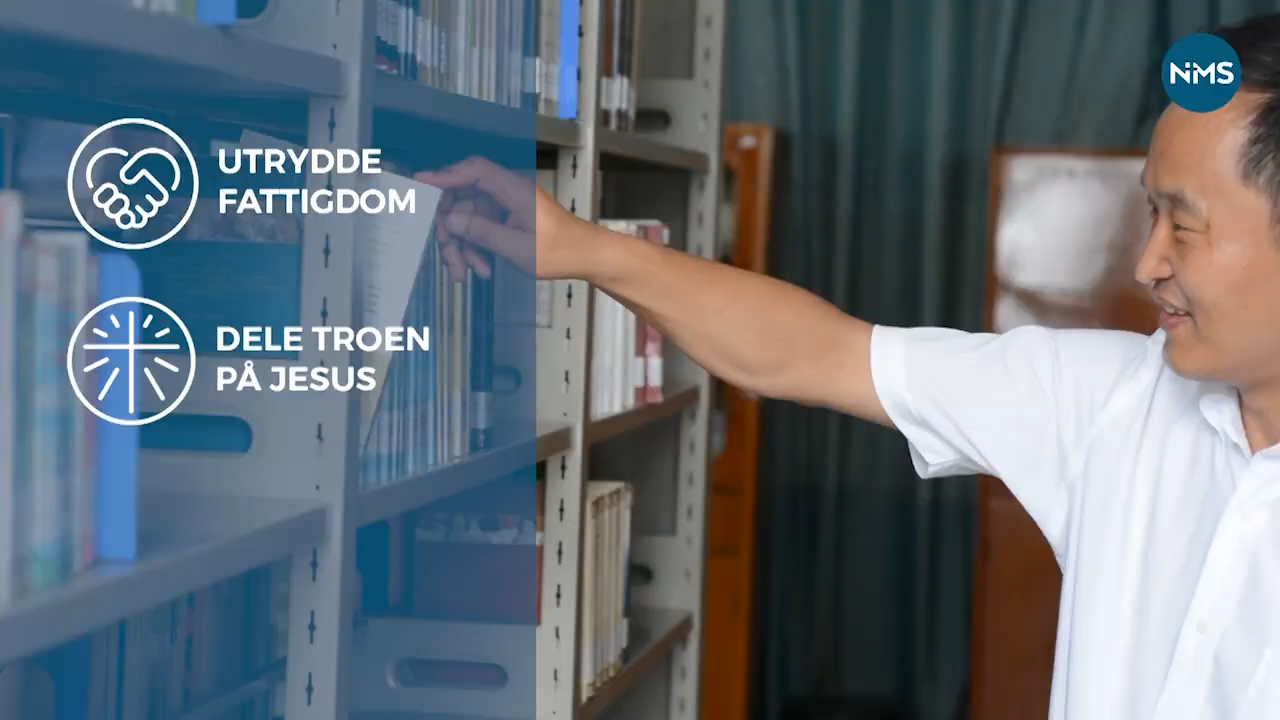 NMS
UTRYDDE
FATTIGDOM
DELE TROEN
PÅ JESUS